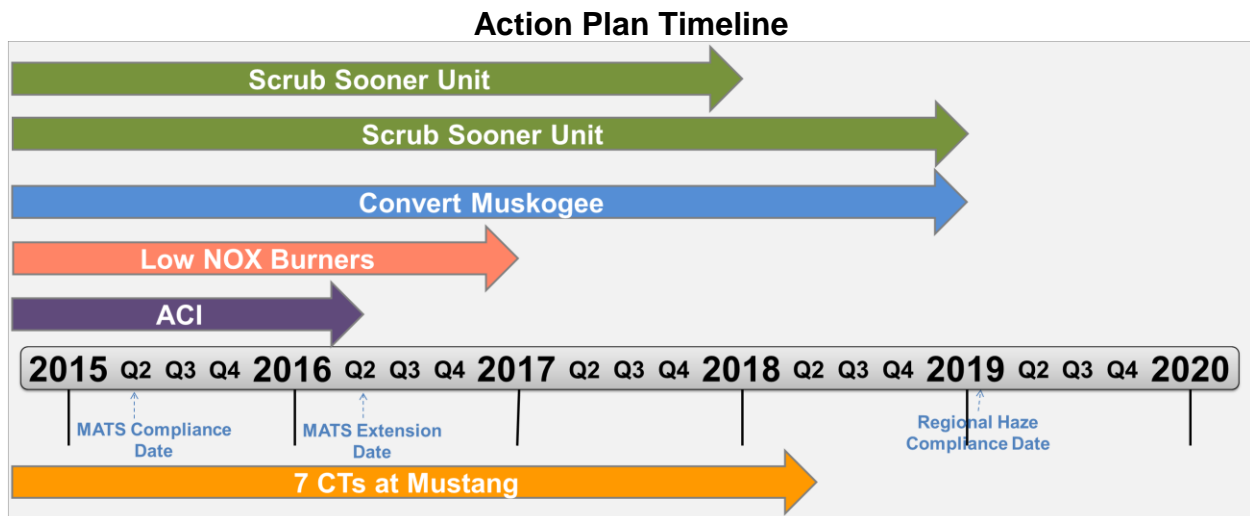 Action Plan Timeline
Scrub Sooner Unit
Scrub Sooner Unit
Convert Muskogee
Low NOX Burners
ACI
2015 Q2 Q3 Q4 2016 Q2 Q3 Q4 2017 Q2 Q3 Q4 2018 Q2 Q3 Q4 2019 Q2 Q3 Q4 2020
MATS Compliance
Date
MATS Extension
Date
Regional Haze
Compliance Date
7 CTs at Mustang